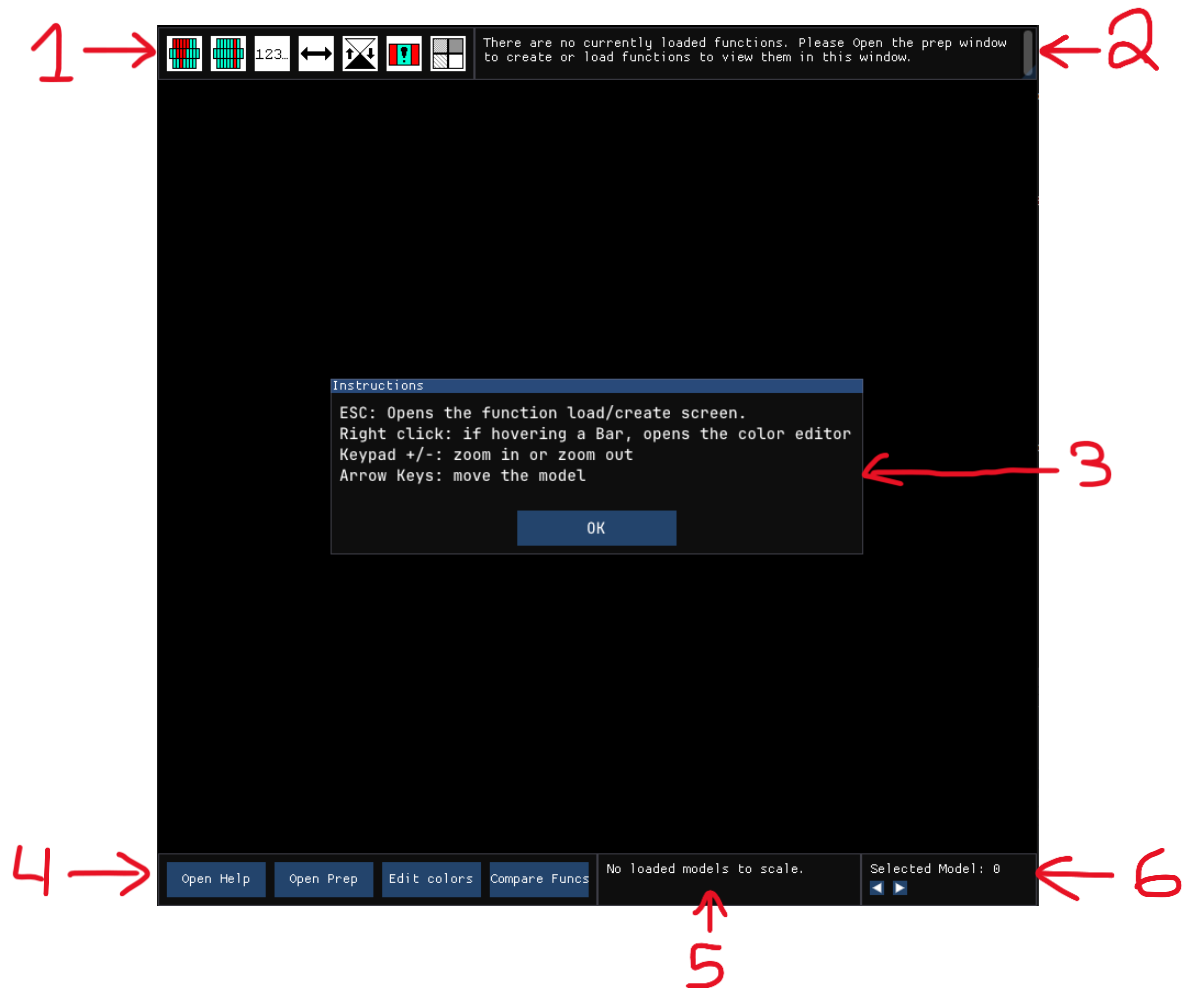 1
123…
There are no currently loaded functions. Please Open the prep window
to create or load functions to view them in this window.
2
Instructions
ESC: Opens the function load/create screen.
Right click: if hovering a Bar, opens the color editor
Keypad +/-: zoom in or zoom out
Arrow Keys: move the model
OK
3
4
Open Help
Open Prep
Edit colors
Compare Funcs
No loaded models to scale.
Selected Model: 0
6
5